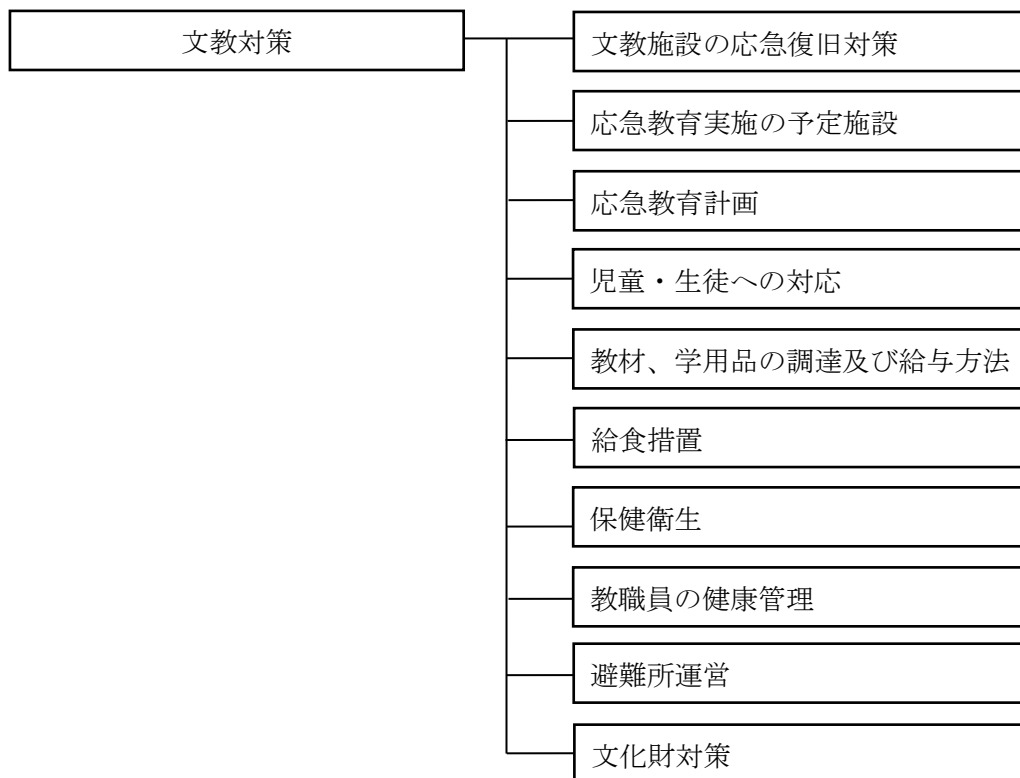 文教対策
文教施設の応急復旧対策
応急教育実施の予定施設
応急教育計画
児童・生徒への対応
教材、学用品の調達及び給与方法
給食措置
保健衛生
教職員の健康管理
避難所運営
文化財対策